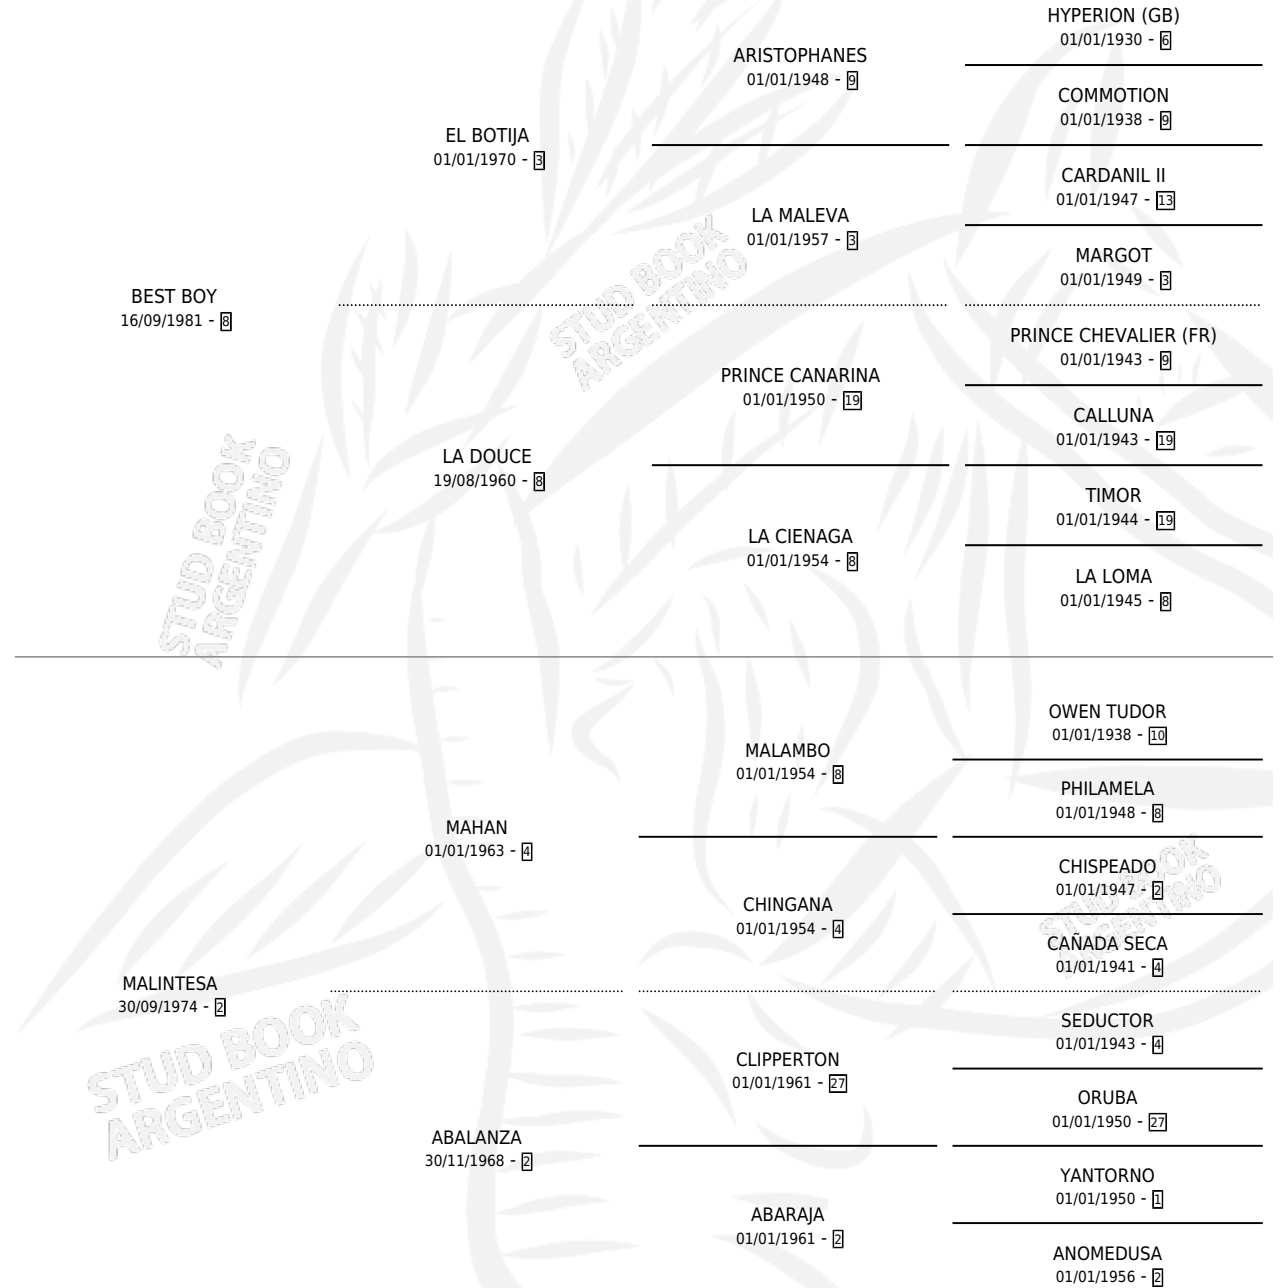 HYPERION (GB)
01/01/1930 - 6
ARISTOPHANES
01/01/1948 - 9
COMMOTION
01/01/1938 - 9
EL BOTIJA
01/01/1970 - 3
CARDANIL II
01/01/1947 - 13
LA MALEVA
01/01/1957 - 3
MARGOT
01/01/1949 - 3
BEST BOY
16/09/1981 - 8
STUD BOOK
ARGENTINO
PRINCE CHEVALIER (FR)
01/01/1943 - 9
PRINCE CANARINA
01/01/1950 - 19
CALLUNA
01/01/1943 - 19
LA DOUCE
19/08/1960 - 8
TIMOR
01/01/1944 - 19
LA CIENAGA
01/01/1954 - 8
LA LOMA
01/01/1945 - 8
STUD BOOK
ARGENTINO
OWEN TUDOR
01/01/1938 - 10
MALAMBO
01/01/1954 - 8
PHILAMELA
01/01/1948 - 8
MAHAN
01/01/1963 - 4
CHISPEADO
01/01/1947 - 2
CHINGANA
01/01/1954 - 4
CAÑADA SECA
01/01/1941 - 4
STUD BOOK
ARGENTINO
MALINTESA
30/09/1974 - 2
SEDUCTOR
01/01/1943 - 4
CLIPPERTON
01/01/1961 - 27
ORUBA
01/01/1950 - 27
STUD BOOK
ARGENTINO
ABALANZA
30/11/1968 - 2
YANTORNO
01/01/1950 - 1
ABARAJA
01/01/1961 - 2
ANOMEDUSA
01/01/1956 - 2